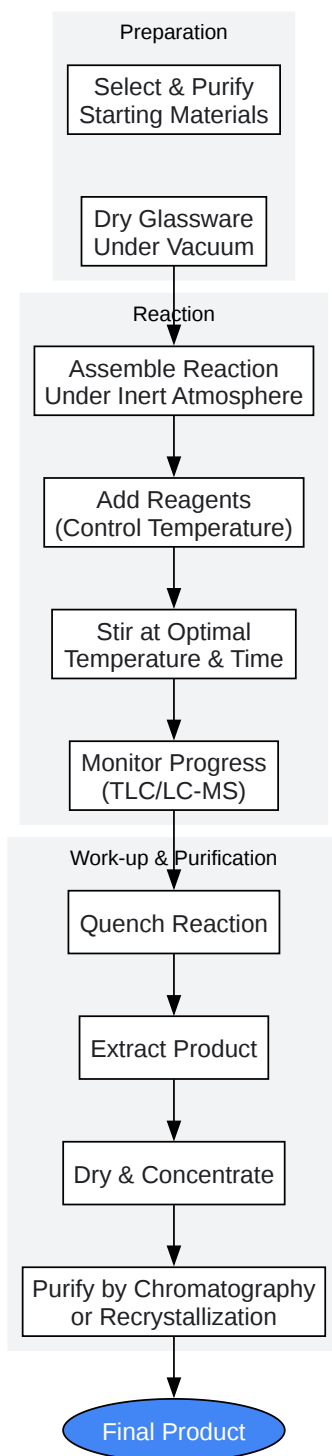 Preparation
Select & Purify
Starting Materials
Dry Glassware
Under Vacuum
Reaction
Assemble Reaction
Under Inert Atmosphere
Add Reagents
(Control Temperature)
Stir at Optimal
Temperature & Time
Monitor Progress
(TLC/LC-MS)
Work-up & Purification
Quench Reaction
Extract Product
Dry & Concentrate
Purify by Chromatography
or Recrystallization
Final Product